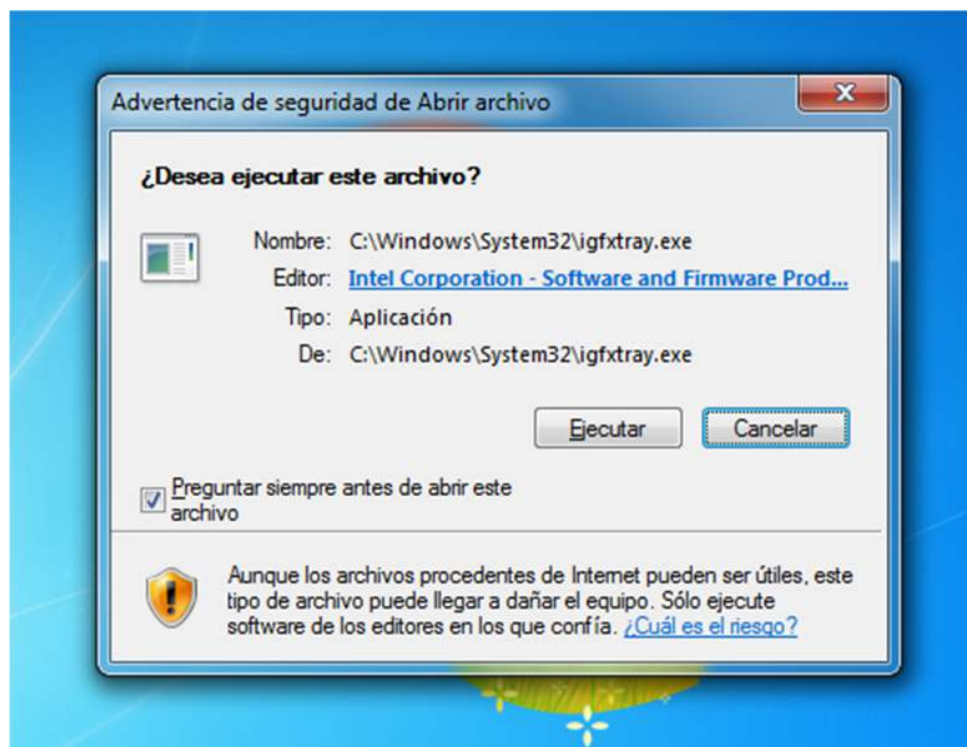 Advertencia de seguridad de Abrir archivo
¿Desea ejecutar este archivo?
Nombre: C:\Windows\System32\igfxtray.exe
Editor: Intel Corporation - Software and Firmware Prod...
Tipo: Aplicación
De: C:\Windows\System32\igfxtray.exe
Ejecutar Cancelar
Preguntar siempre antes de abrir este
archivo
Aunque los archivos procedentes de Internet pueden ser útiles, este
tipo de archivo puede llegar a dañar el equipo. Sólo ejecute
software de los editores en los que confía. ¿Cuál es el riesgo?